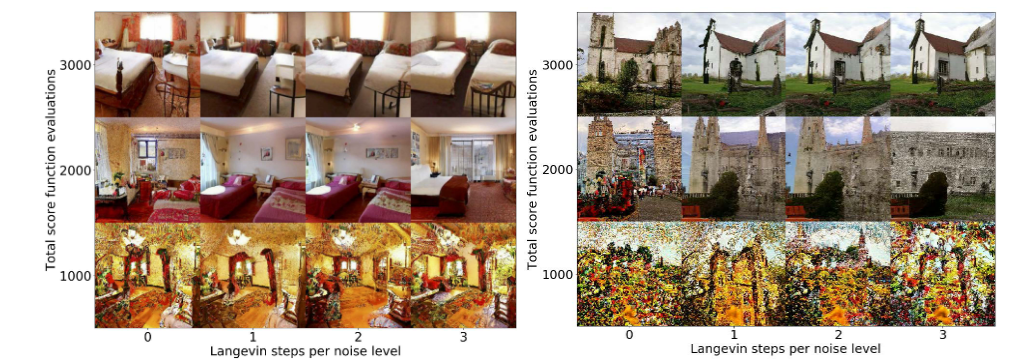 Total score function evaluations
3000
2000
1000
0 1 2 3
Langevin steps per noise level
Total score function evaluations
3000
2000
1000
0 1 2 3
Langevin steps per noise level